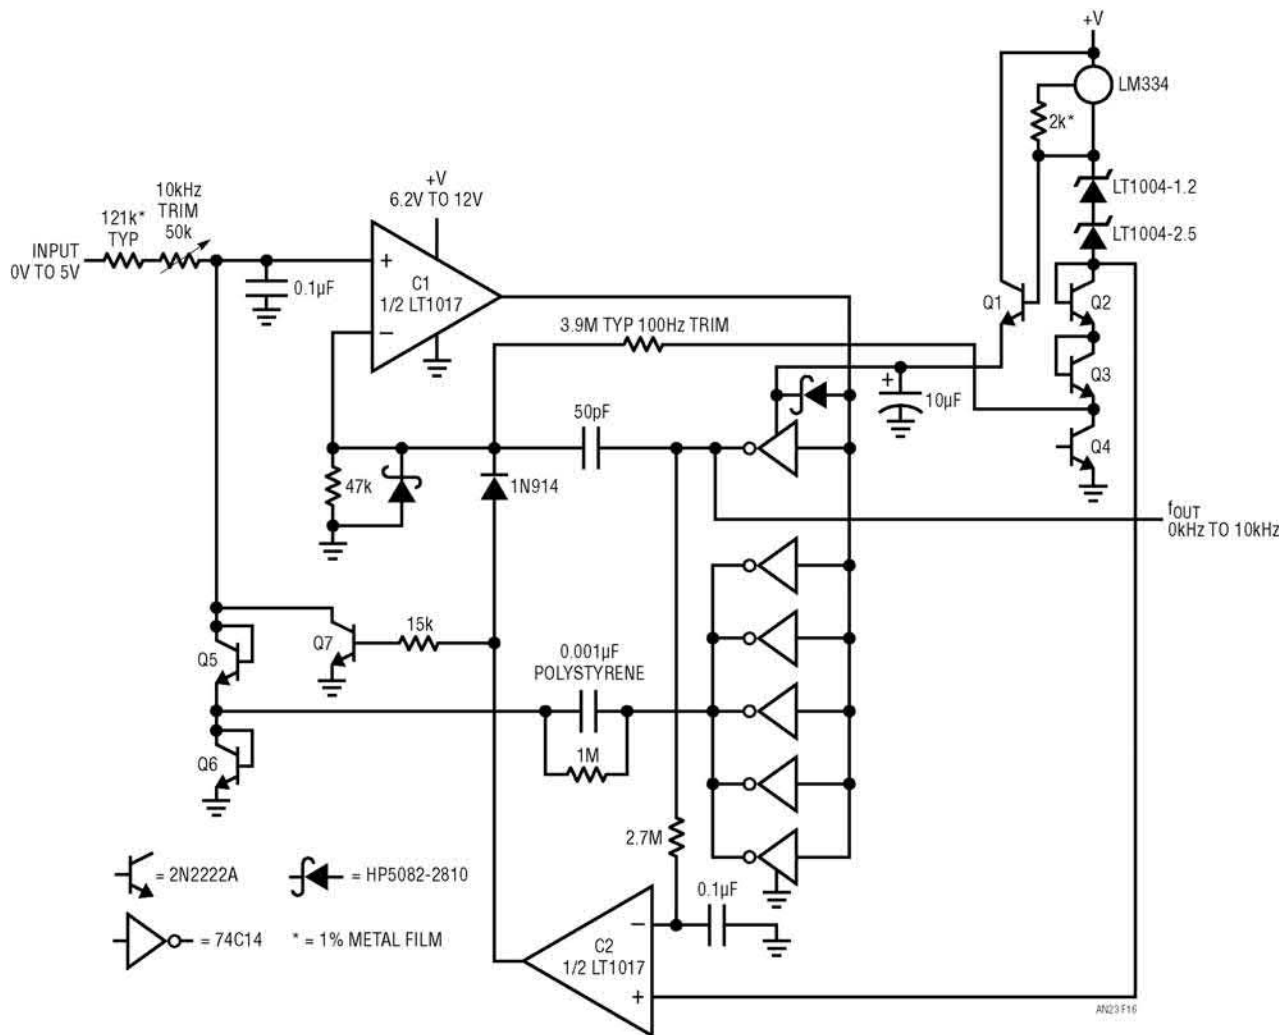 +V
LM334
2k*
LT1004-1.2
LT1004-2.5
+V
6.2V TO 12V
10kHz
TRIM
50k
121k*
TYP
INPUT
0V TO 5V
0.1µF
+
C1
1/2 LT1017
−
Q1
Q2
3.9M TYP 100Hz TRIM
Q3
+
10µF
50pF
Q4
47k
1N914
fOUT
0kHz TO 10kHz
Q5
Q7
15k
0.001µF
POLYSTYRENE
Q6
1M
2.7M
= 2N2222A
= HP5082-2810
0.1µF
= 74C14
* = 1% METAL FILM
−
C2
1/2 LT1017
+
AN23 F16